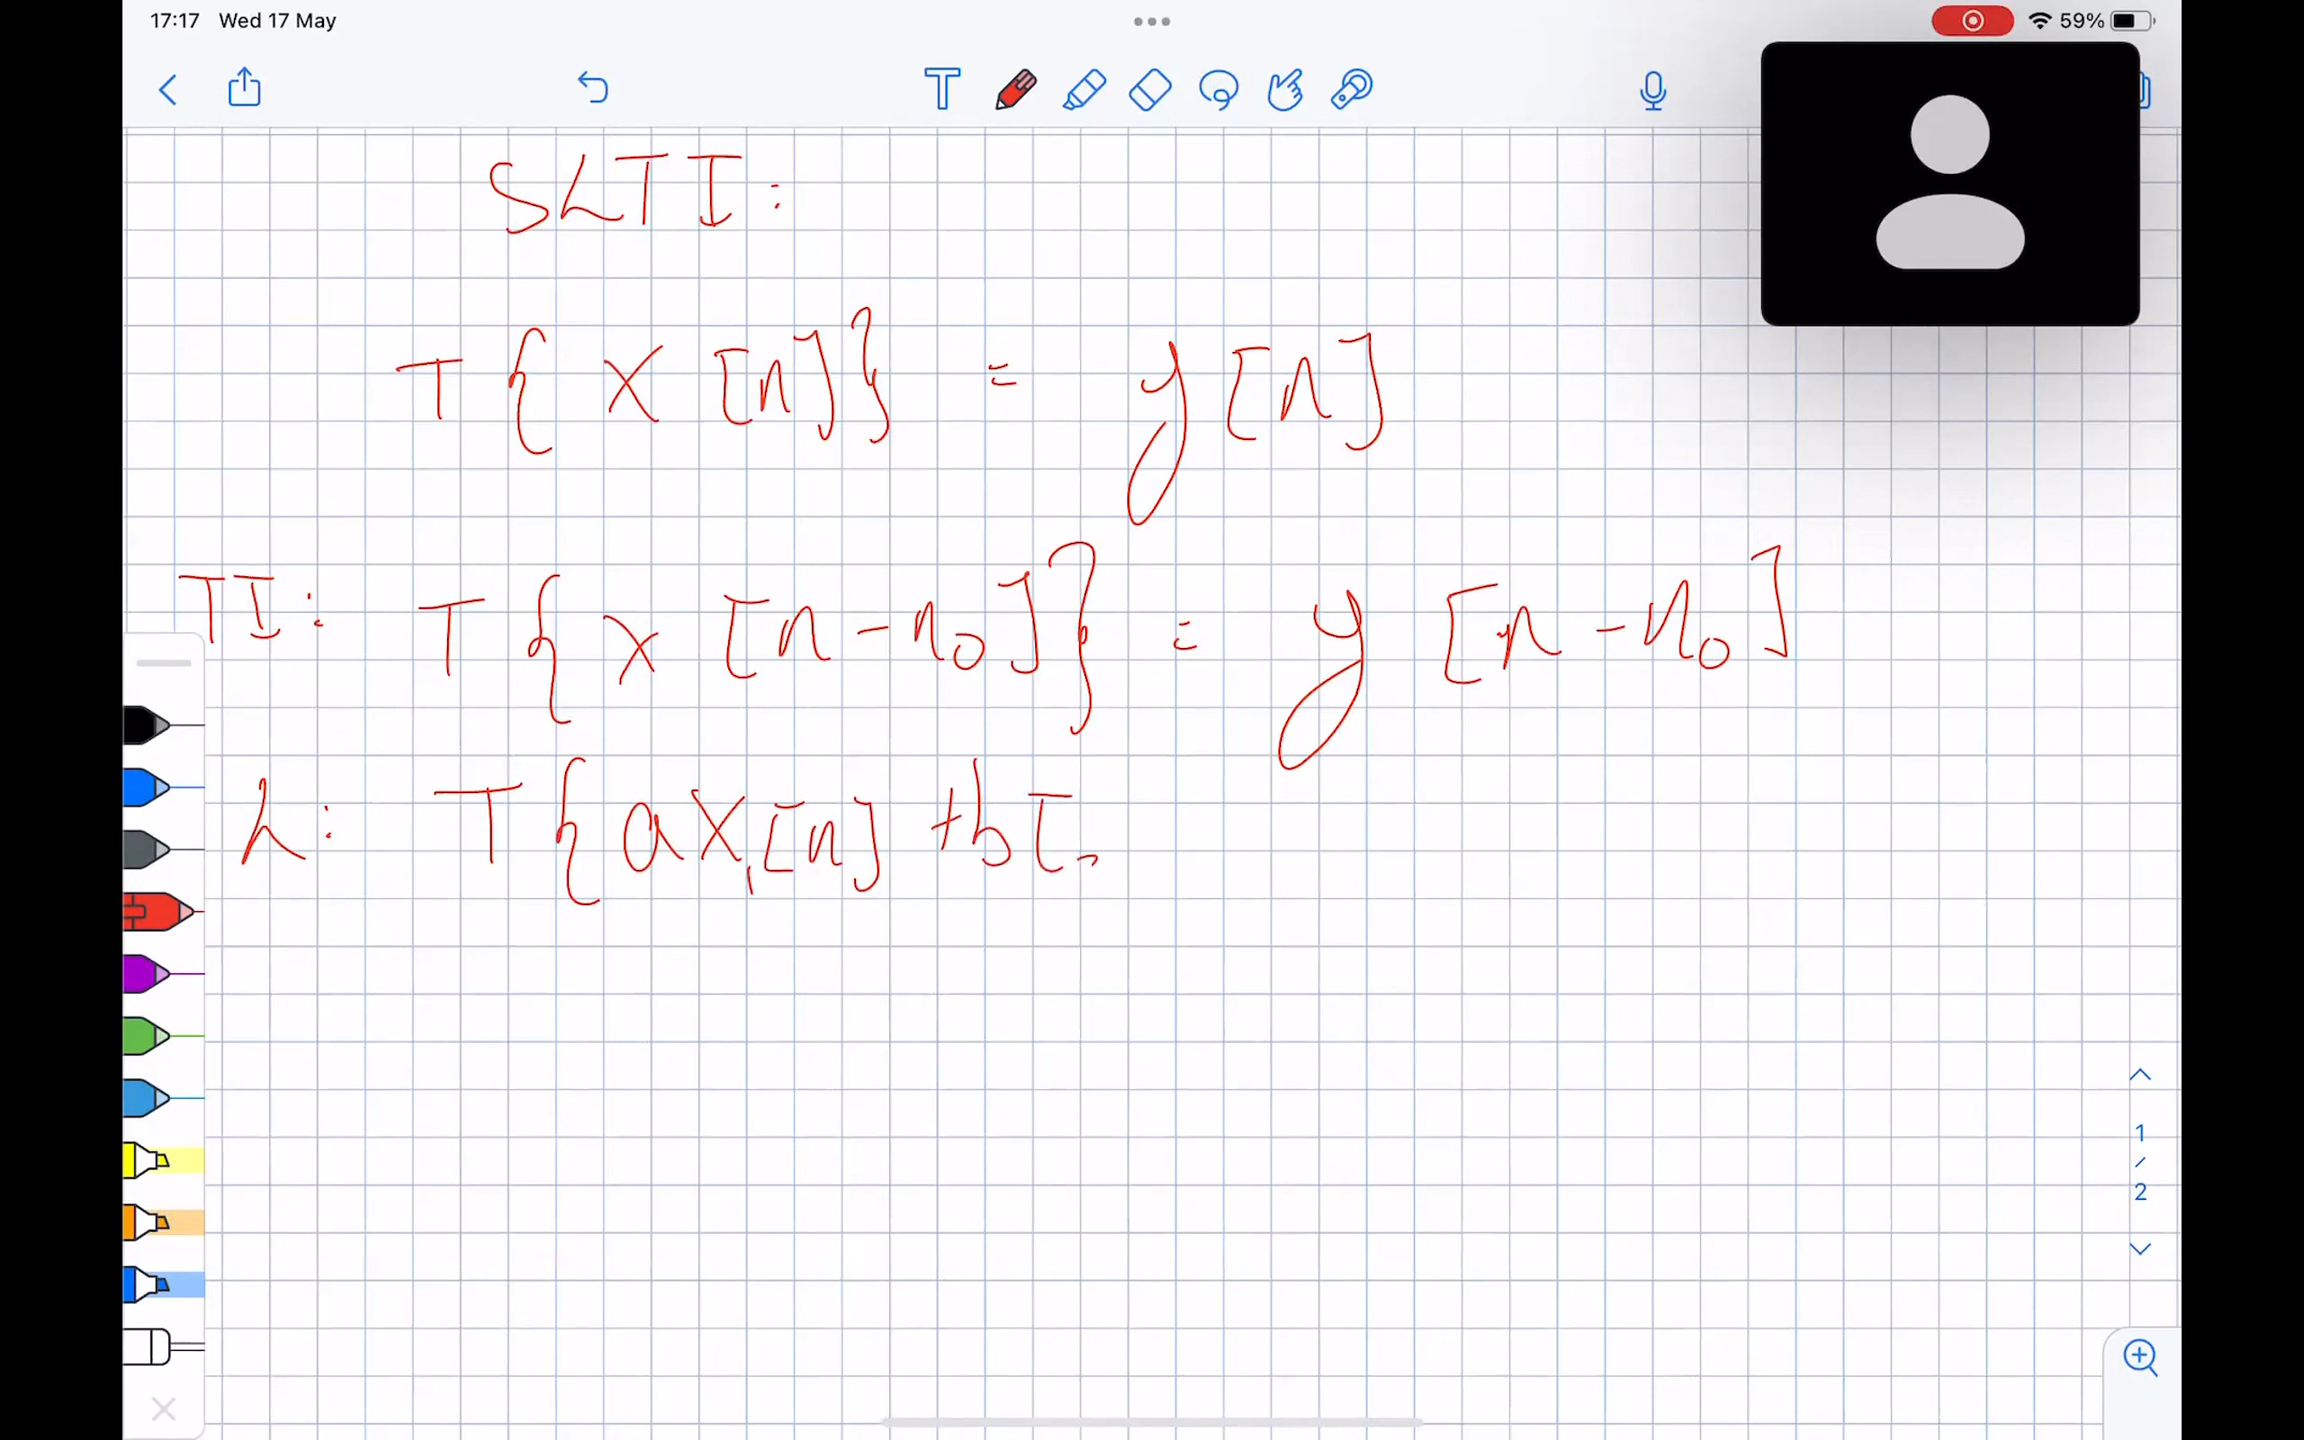 17:17 Wed 17 May
59%
SLTI:
T{x[n]} = y[n]
TI: T{x[n-n₀]} = y[n-n₀]
L: T{ax₁[n] +b[
1
/
2